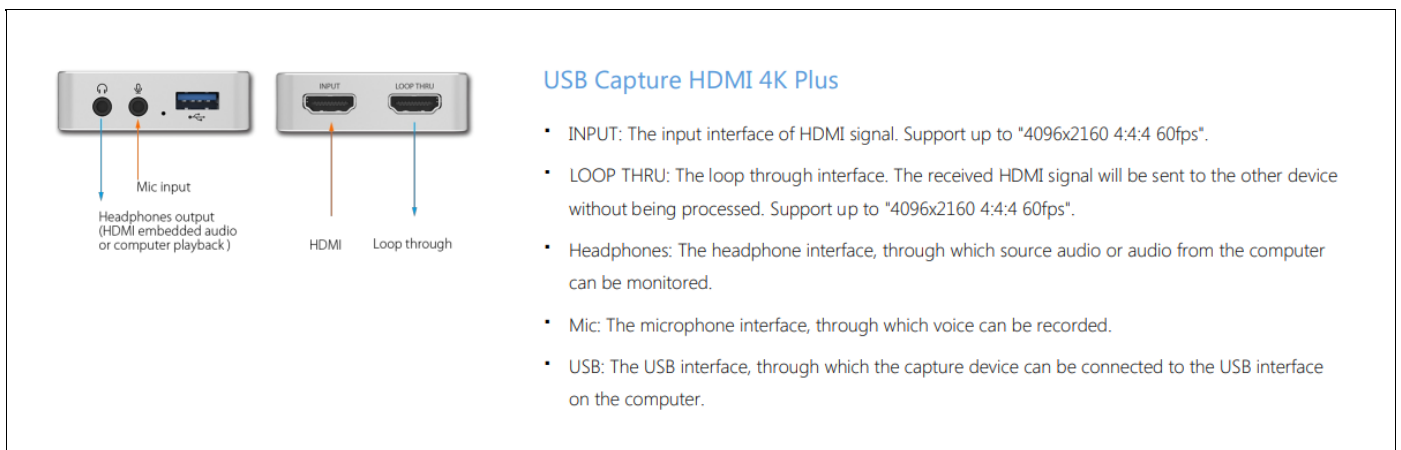 INPUT
LOOP THRU
Mic input
Headphones output
(HDMI embedded audio
or computer playback )
HDMI
Loop through
USB Capture HDMI 4K Plus
▪ INPUT: The input interface of HDMI signal. Support up to "4096x2160 4:4:4 60fps".
▪ LOOP THRU: The loop through interface. The received HDMI signal will be sent to the other device
without being processed. Support up to "4096x2160 4:4:4 60fps".
▪ Headphones: The headphone interface, through which source audio or audio from the computer
can be monitored.
▪ Mic: The microphone interface, through which voice can be recorded.
▪ USB: The USB interface, through which the capture device can be connected to the USB interface
on the computer.